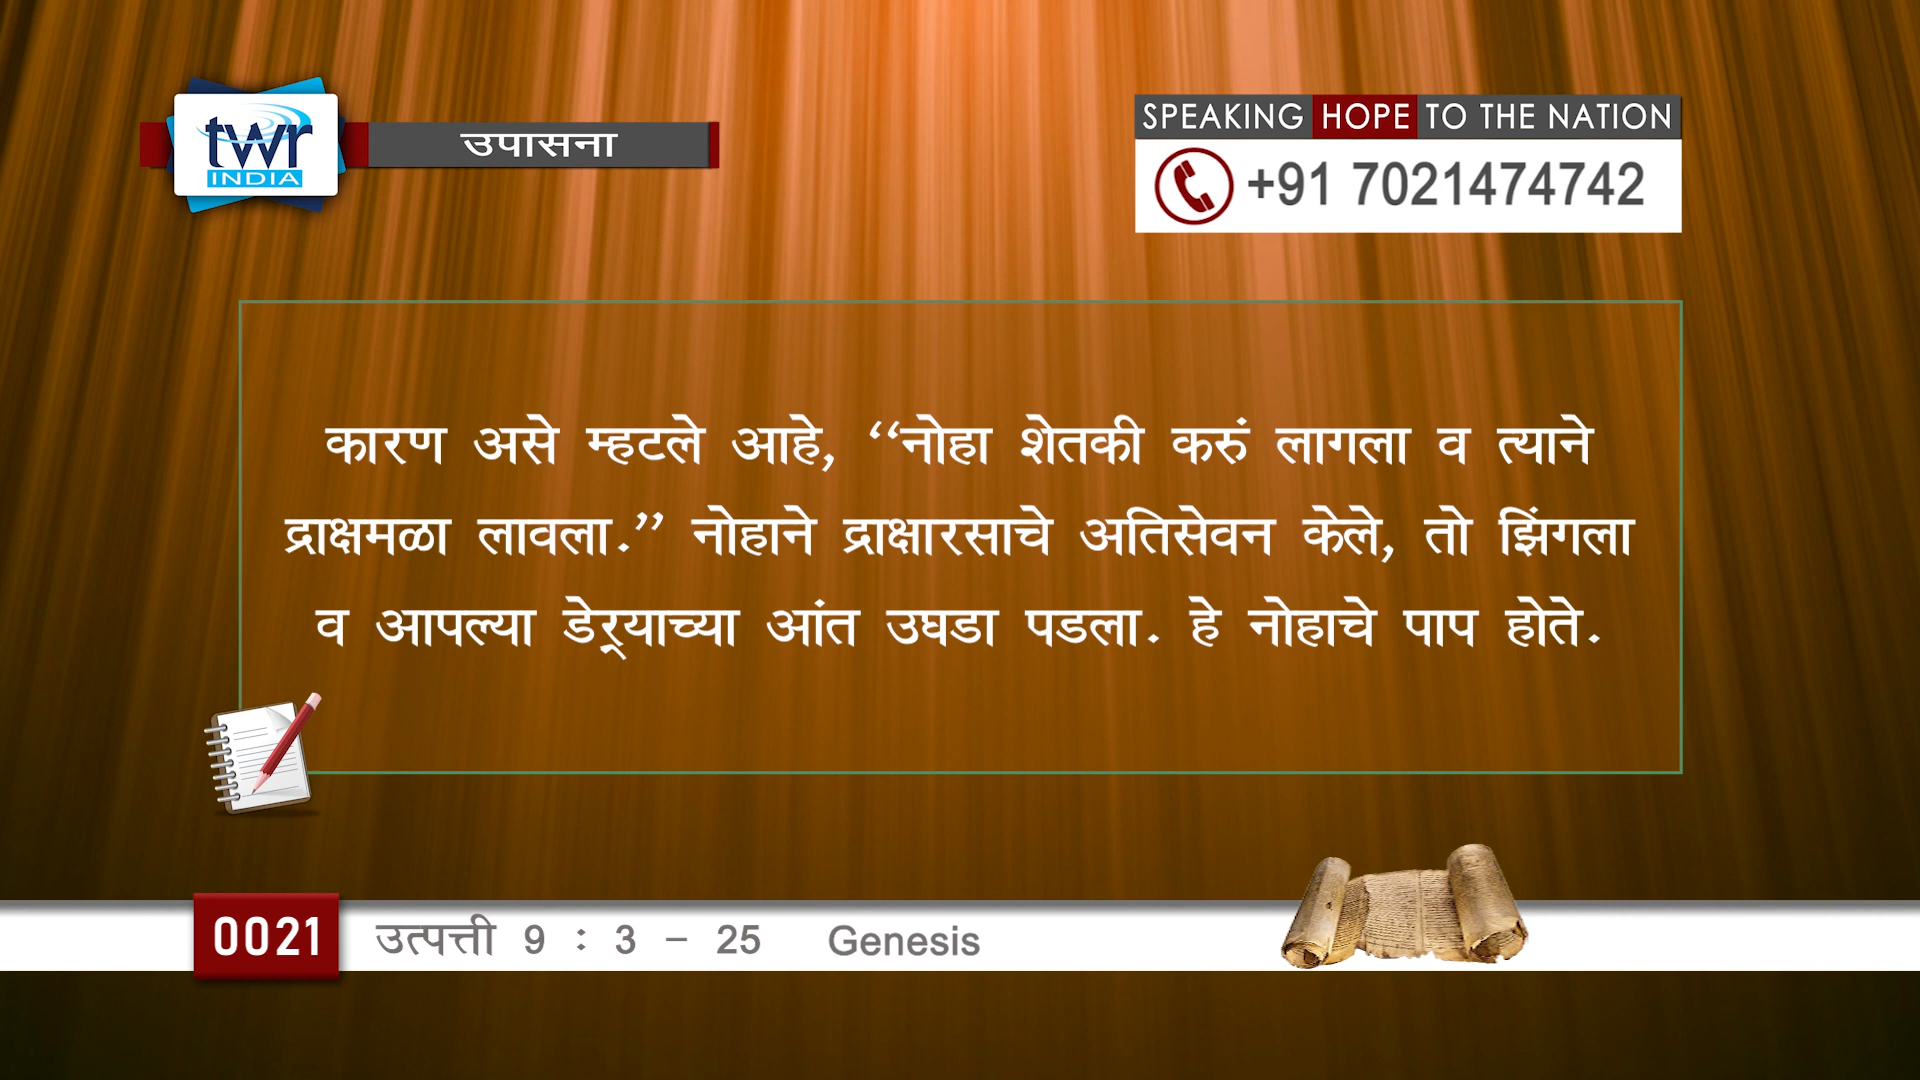 twr
INDIA
उपासना
SPEAKING HOPE TO THE NATION
+91 7021474742
कारण असे म्हटले आहे, “नोहा शेतकी करुं लागला व त्याने
द्राक्षमळा लावला.” नोहाने द्राक्षारसाचे अतिसेवन केले, तो झिंगला
व आपल्या डेऱ्याच्या आंत उघडा पडला. हे नोहाचे पाप होते.
0021 उत्पत्ती 9 : 3 - 25 Genesis